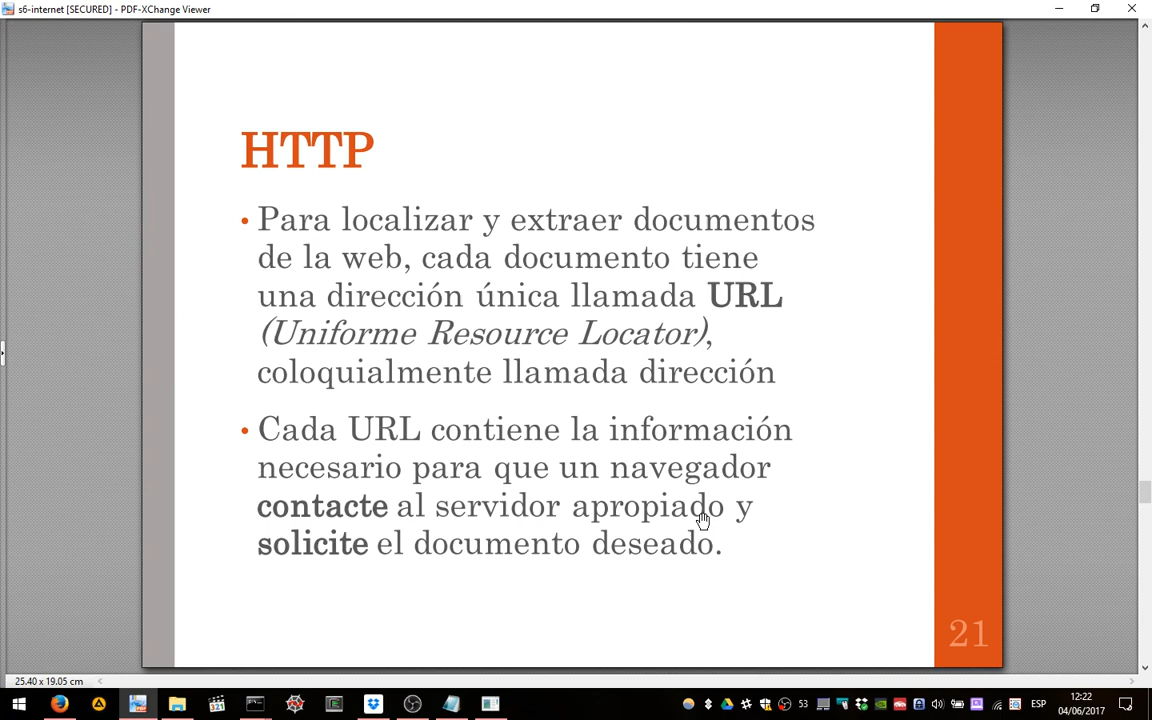 s6-internet [SECURED] - PDF-XChange Viewer
HTTP
• Para localizar y extraer documentos
de la web, cada documento tiene
una dirección única llamada URL
(Uniforme Resource Locator),
coloquialmente llamada dirección
• Cada URL contiene la información
necesario para que un navegador
contacte al servidor apropiado y
solicite el documento deseado.
21
25.40 x 19.05 cm
321
53
ESP
12:22
04/06/2017